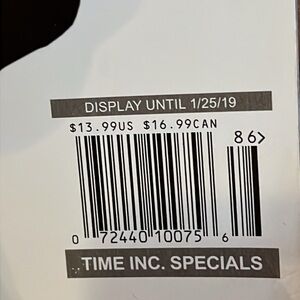 DISPLAY UNTIL 1/25/19
$13.99US $16.99CAN
86>
0 72440 10075 6
TIME INC. SPECIALS